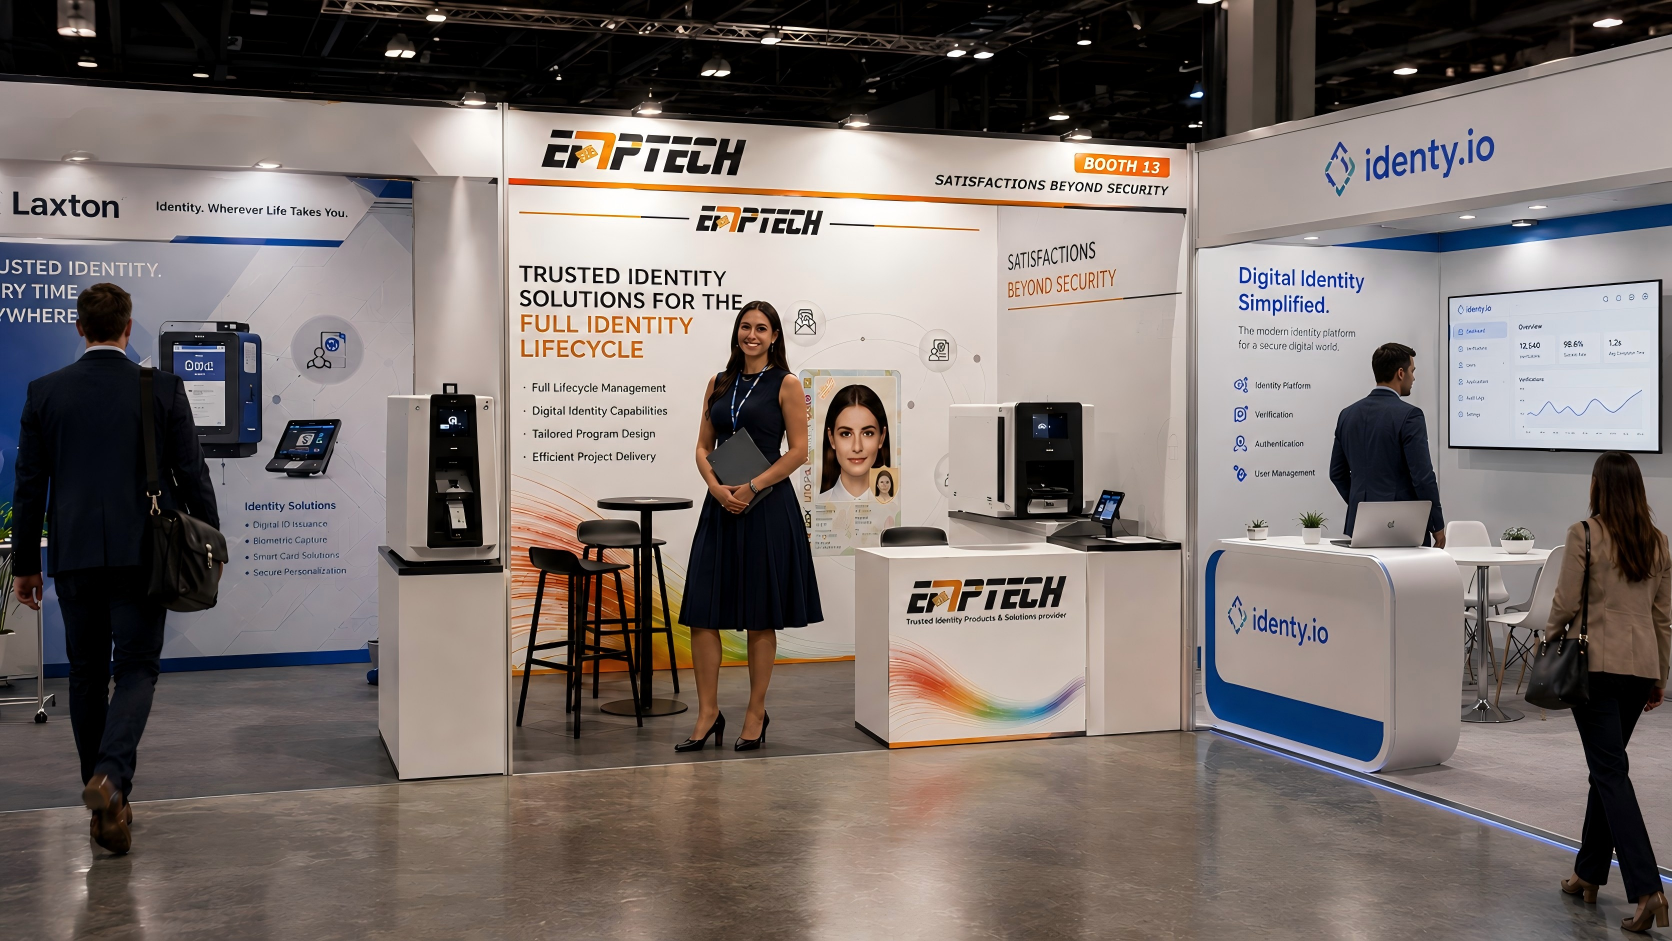 Laxton
Identity. Wherever Life Takes You.
USTED IDENTITY.
RY TIME
YWHERE
Identity Solutions
• Digital ID Issuance
• Biometric Capture
• Smart Card Solutions
• Secure Personalization
EMPTECH
BOOTH 13
SATISFACTIONS BEYOND SECURITY
EMPTECH
TRUSTED IDENTITY
SOLUTIONS FOR THE
FULL IDENTITY
LIFECYCLE
· Full Lifecycle Management
· Digital Identity Capabilities
· Tailored Program Design
· Efficient Project Delivery
SATISFACTIONS
BEYOND SECURITY
EMPTECH
Trusted Identity Products & Solutions provider
identy.io
Digital Identity
Simplified.
The modern identity platform
for a secure digital world.
Identity Platform
Verification
Authentication
User Management
identy.io
Overview
12,540
98.6%
1.2s
Verifications
identy.io